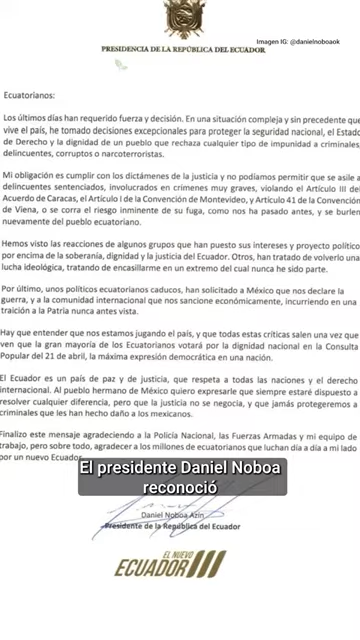 Imagen IG: @danielnoboaok
PRESIDENCIA DE LA REPÚBLICA DEL ECUADOR
Ecuatorianos:
Los últimos días han requerido fuerza y decisión. En una situación compleja y sin precedente que
vive el país, he tomado decisiones excepcionales para proteger la seguridad nacional, el Estado
de Derecho y la dignidad de un pueblo que rechaza cualquier tipo de impunidad a criminales,
delincuentes, corruptos o narcoterroristas.
Mi obligación es cumplir con los dictámenes de la justicia y no podíamos permitir que se asile a
delincuentes sentenciados, involucrados en crímenes muy graves, violando el Artículo III del
Acuerdo de Caracas, el Artículo I de la Convención de Montevideo, y Artículo 41 de la Convención
de Viena, o se corra el riesgo inminente de su fuga, como nos ha pasado antes, y se burlen
nuevamente del pueblo ecuatoriano.
Hemos visto las reacciones de algunos grupos que han puesto sus intereses y proyecto político
por encima de la soberanía, dignidad y la justicia del Ecuador. Otros, han tratado de volverlo una
lucha ideológica, tratando de encasillarme en un extremo del cual nunca he sido parte.
Por último, unos políticos ecuatorianos caducos, han solicitado a México que nos declare la
guerra, y a la comunidad internacional que nos sancione económicamente, incurriendo en una
traición a la Patria nunca antes vista.
Hay que entender que nos estamos jugando el país, y que todas estas críticas salen una vez que
ven que la gran mayoría de los Ecuatorianos votará por la dignidad nacional en la Consulta
Popular del 21 de abril, la máxima expresión democrática en una nación.
El Ecuador es un país de paz y de justicia, que respeta a todas las naciones y el derecho
internacional. Al pueblo hermano de México quiero expresarle que siempre estaré dispuesto a
resolver cualquier diferencia, pero que la justicia no se negocia, y que jamás protegeremos a
criminales que les han hecho daño a los mexicanos.
Finalizo este mensaje agradeciendo a la Policía Nacional, las Fuerzas Armadas y mi equipo de
trabajo, pero sobre todo, agradecer a los millones de ecuatorianos que luchan día a día a mi lado
por un nuevo Ecuador.
El presidente Daniel Noboa
reconoció
Daniel Noboa Azín
Presidente de la República del Ecuador
EL NUEVO
ECUADOR